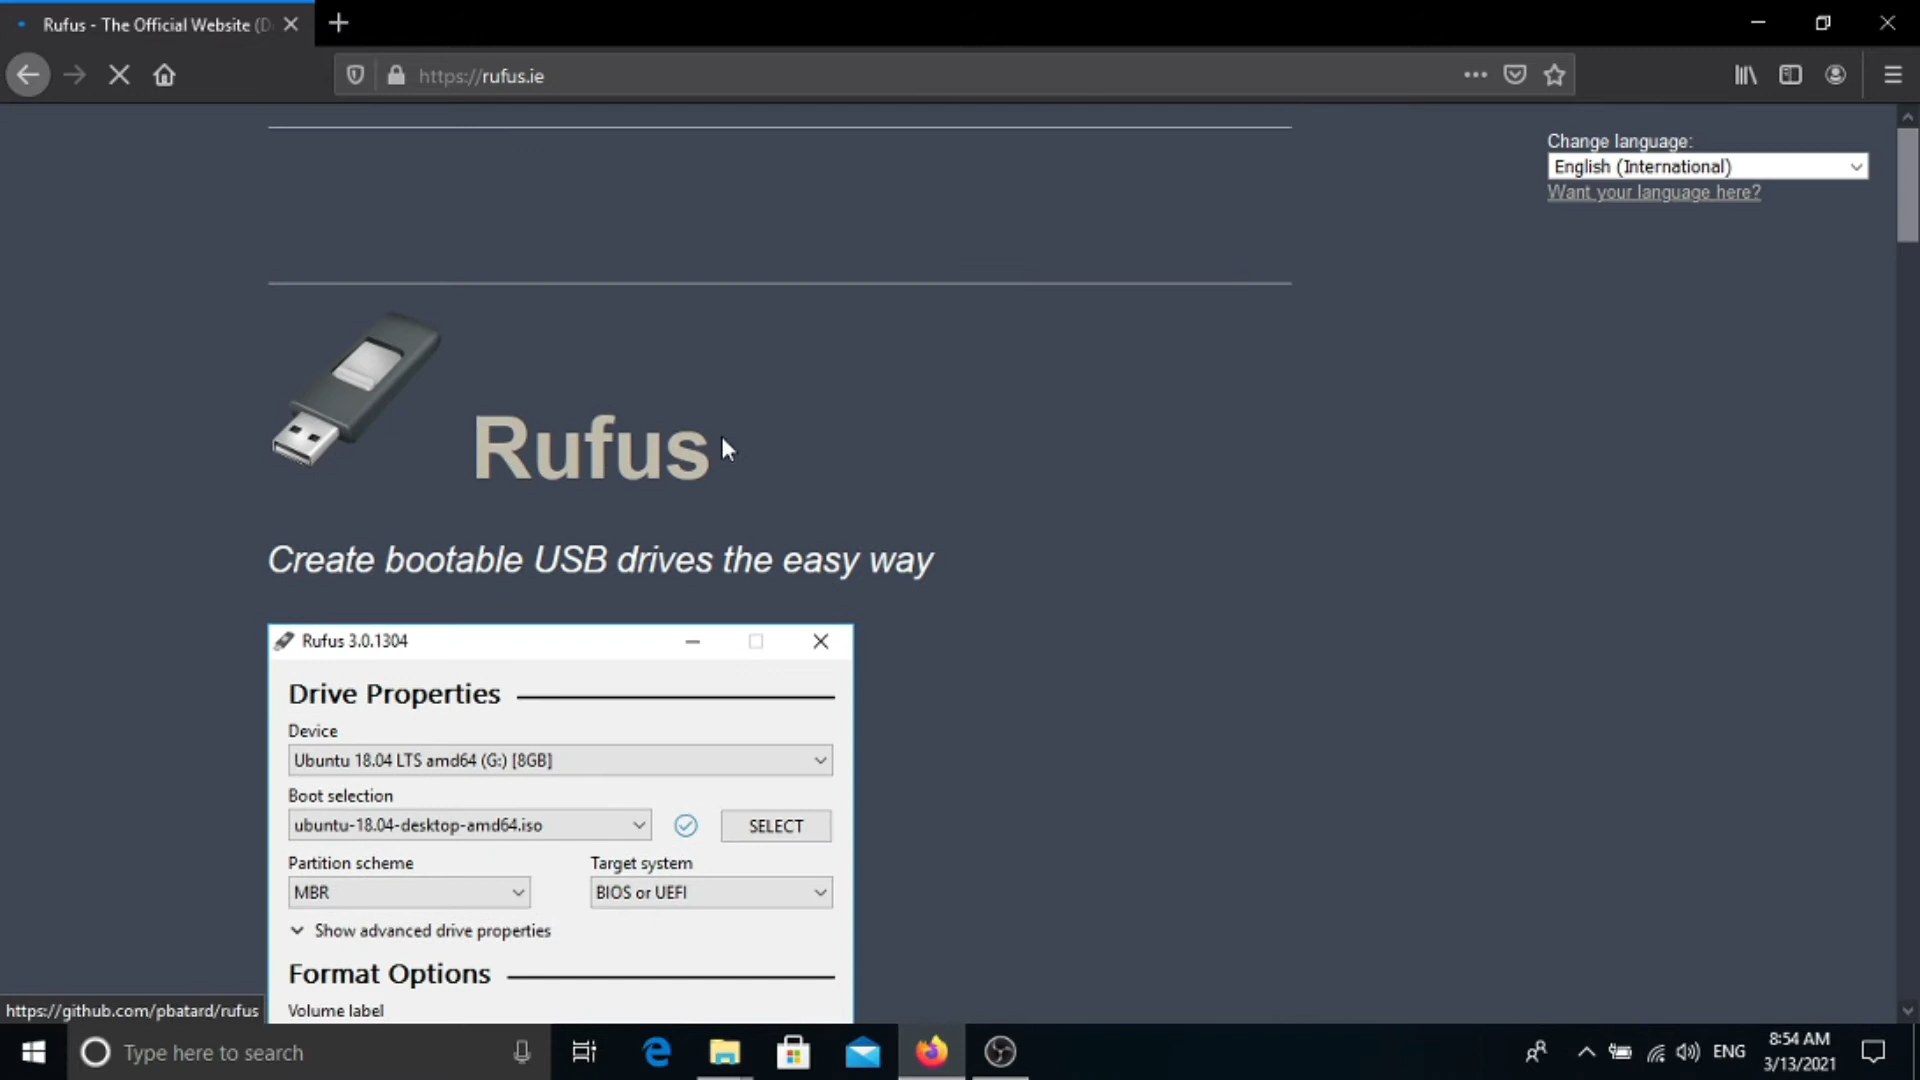 Rufus - The Official Website (D
https://rufus.ie
Change language:
English (International)
Want your language here?
Rufus
Create bootable USB drives the easy way
Rufus 3.0.1304
Drive Properties
Device
Ubuntu 18.04 LTS amd64 (G:) [8GB]
Boot selection
ubuntu-18.04-desktop-amd64.iso
SELECT
Partition scheme
Target system
MBR
BIOS or UEFI
Show advanced drive properties
Format Options
Volume label
https://github.com/pbatard/rufus
Type here to search
ENG
8:54 AM
3/13/2021